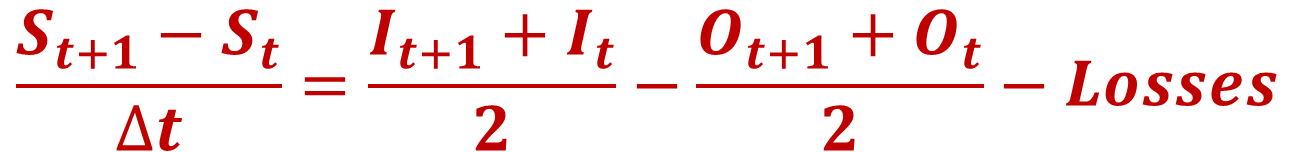 (S_{t+1} − S_t)/Δt = (I_{t+1} + I_t)/2 − (O_{t+1} + O_t)/2 − Losses